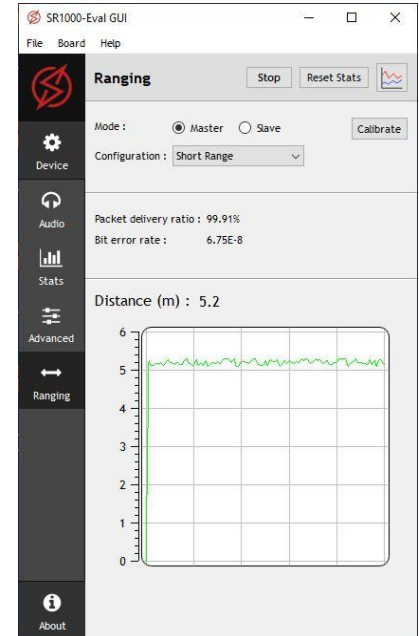 SR1000-Eval GUI
File Board Help
Ranging Stop Reset Stats
Device
Audio
Stats
Advanced
Ranging
About
Mode : Master Slave Calibrate
Configuration : Short Range
Packet delivery ratio : 99.91%
Bit error rate : 6.75E-8
Distance (m) : 5.2
6
5
4
3
2
1
0